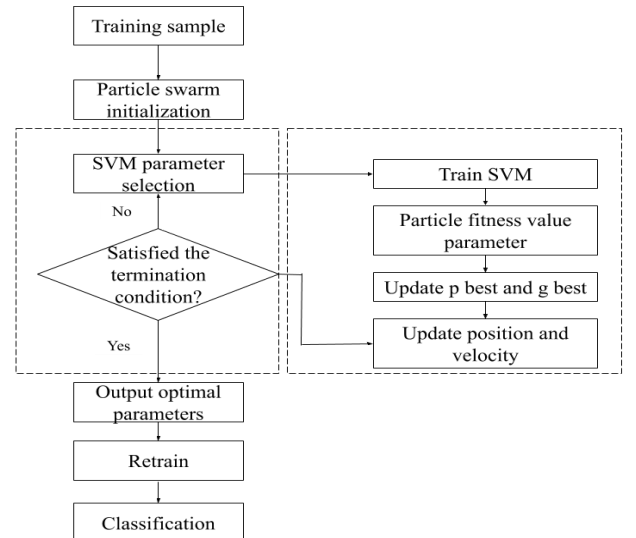 Training sample
Particle swarm
initialization
SVM parameter
selection
No
Satisfied the
termination
condition?
Yes
Output optimal
parameters
Retrain
Classification
Train SVM
Particle fitness value
parameter
Update p best and g best
Update position and
velocity